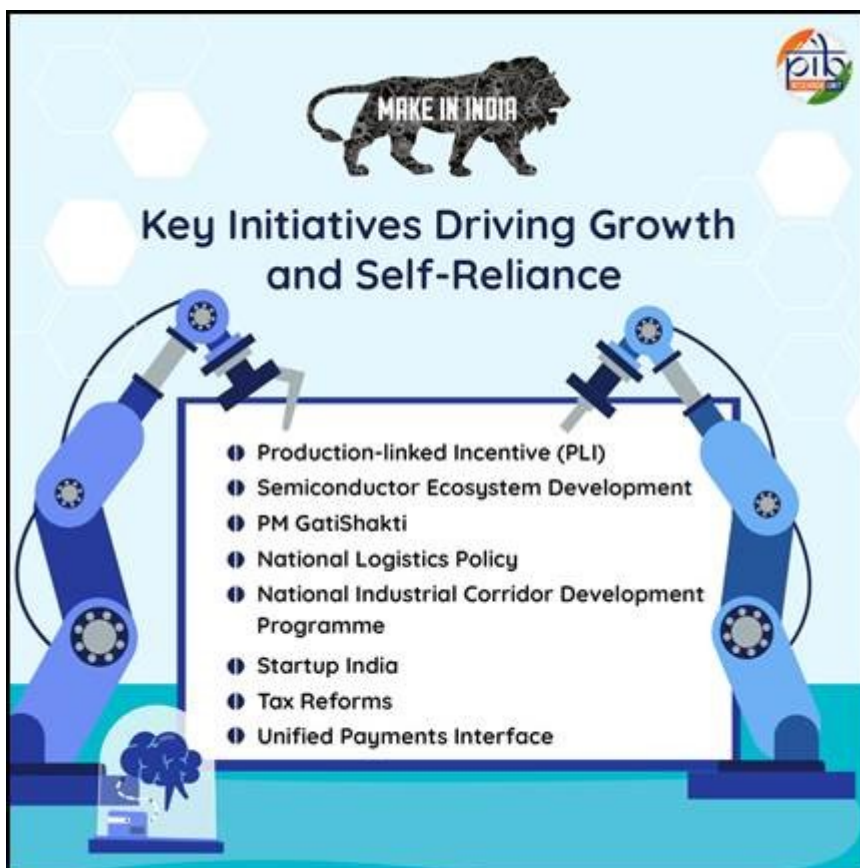 pib
MAKE IN INDIA
Key Initiatives Driving Growth
and Self-Reliance
Production-linked Incentive (PLI)
Semiconductor Ecosystem Development
PM GatiShakti
National Logistics Policy
National Industrial Corridor Development
Programme
Startup India
Tax Reforms
Unified Payments Interface